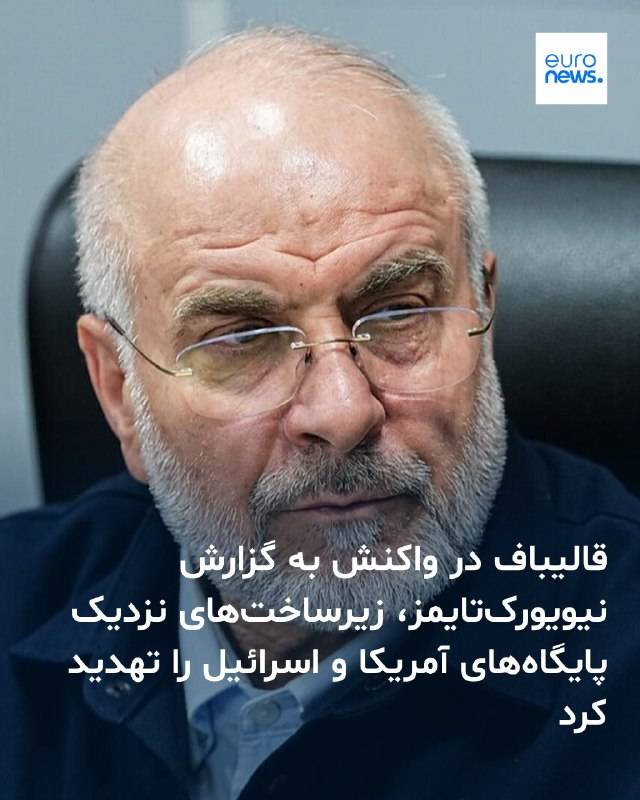 euro
news.
قالیباف در واکنش به گزارش
نیویورک‌تایمز، زیرساخت‌های نزدیک
پایگاه‌های آمریکا و اسرائیل را تهدید
کرد